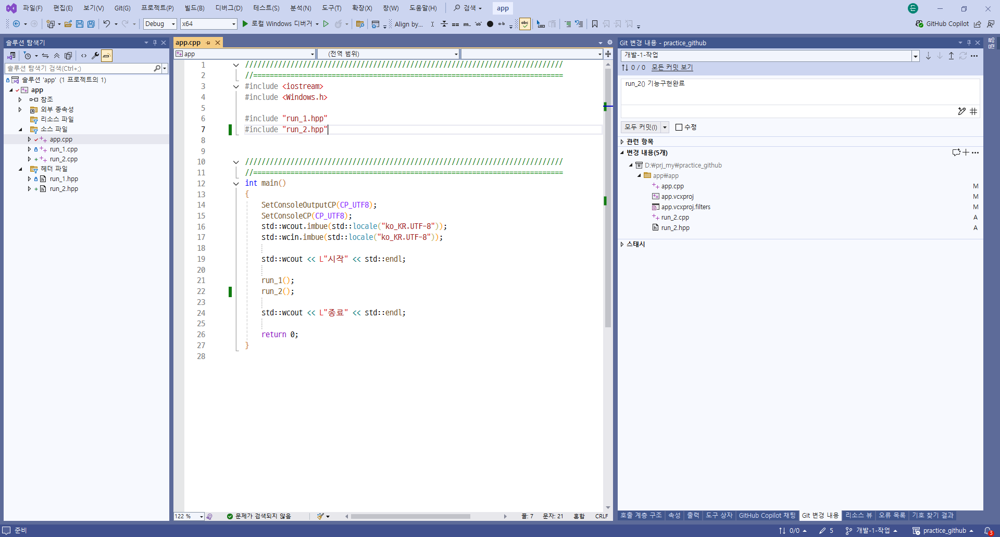 파일(F) 편집(E) 보기(V) Git(G) 프로젝트(P) 빌드(B) 디버그(D) 테스트(S) 분석(N) 도구(T) 확장(X) 창(W) 도움말(H) 검색 app
Debug x64 로컬 Windows 디버거 Align by... GitHub Copilot
솔루션 탐색기
솔루션 탐색기 검색(Ctrl+;)
솔루션 'app' (1 프로젝트의 1)
app
참조
외부 종속성
리소스 파일
소스 파일
app.cpp
run_1.cpp
run_2.cpp
헤더 파일
run_1.hpp
run_2.hpp
app.cpp
app (전역 범위)
1 /////////////////////////////////////////////////////////////////////////////
2 //===========================================================================
3 #include <iostream>
4 #include <Windows.h>
5
6 #include "run_1.hpp"
7 #include "run_2.hpp"
8
9
10 /////////////////////////////////////////////////////////////////////////////
11 //===========================================================================
12 int main()
13 {
14 SetConsoleOutputCP(CP_UTF8);
15 SetConsoleCP(CP_UTF8);
16 std::wcout.imbue(std::locale("ko_KR.UTF-8"));
17 std::wcin.imbue(std::locale("ko_KR.UTF-8"));
18
19 std::wcout << L"시작" << std::endl;
20
21 run_1();
22 run_2();
23
24 std::wcout << L"종료" << std::endl;
25
26 return 0;
27 }
28
122 % 문제가 검색되지 않음 줄: 7 문자: 21 혼합 CRLF
Git 변경 내용 - practice_github
개발-1-작업
0 / 0 모든 커밋 보기
run_2() 기능구현완료
모두 커밋(I) 수정
관련 항목
변경 내용(5개)
D:₩prj_my₩practice_github
app₩app
app.cpp M
app.vcxproj M
app.vcxproj.filters M
run_2.cpp A
run_2.hpp A
스태시
호출 계층 구조 속성 출력 도구 상자 GitHub Copilot 채팅 Git 변경 내용 리소스 뷰 오류 목록 기호 찾기 결과
알림
준비 0/0 5 개발-1-작업 practice_github 3